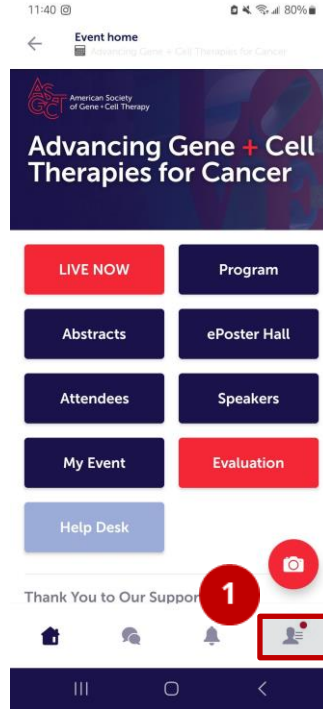 11:40
80%
Event home
Advancing Gene + Cell Therapies for Cancer
ASGCT
American Society
of Gene + Cell Therapy
Advancing Gene + Cell
Therapies for Cancer
LIVE NOW
Program
Abstracts
ePoster Hall
Attendees
Speakers
My Event
Evaluation
Help Desk
Thank You to Our Suppor
1